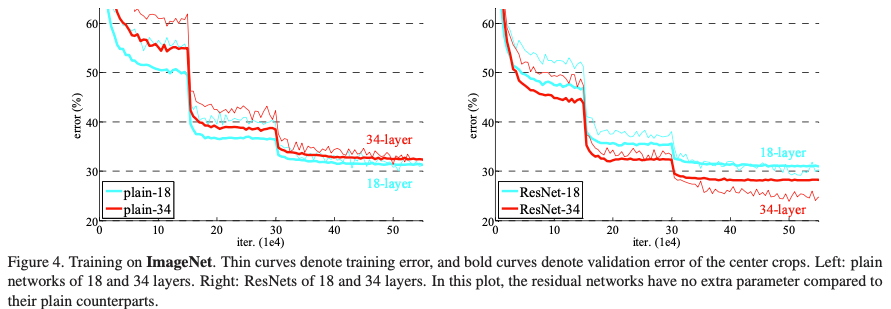 60
50
40
30
20
0
10
20
30
40
50
error (%)
iter. (1e4)
plain-18
plain-34
34-layer
18-layer
60
50
40
30
20
0
10
20
30
40
50
error (%)
iter. (1e4)
ResNet-18
ResNet-34
18-layer
34-layer
Figure 4. Training on ImageNet. Thin curves denote training error, and bold curves denote validation error of the center crops. Left: plain
networks of 18 and 34 layers. Right: ResNets of 18 and 34 layers. In this plot, the residual networks have no extra parameter compared to
their plain counterparts.